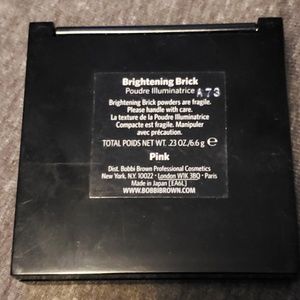 Brightening Brick
Poudre Illuminatrice A73
Brightening Brick powders are fragile.
Please handle with care.
La texture de la Poudre Illuminatrice
Compacte est fragile. Manipuler
avec précaution.
TOTAL POIDS NET WT. .23 OZ/6.6 g ℮
Pink
Dist. Bobbi Brown Professional Cosmetics
New York, N.Y. 10022 · London W1K 3BQ · Paris
Made in Japan [EA6L]
WWW.BOBBIBROWN.COM